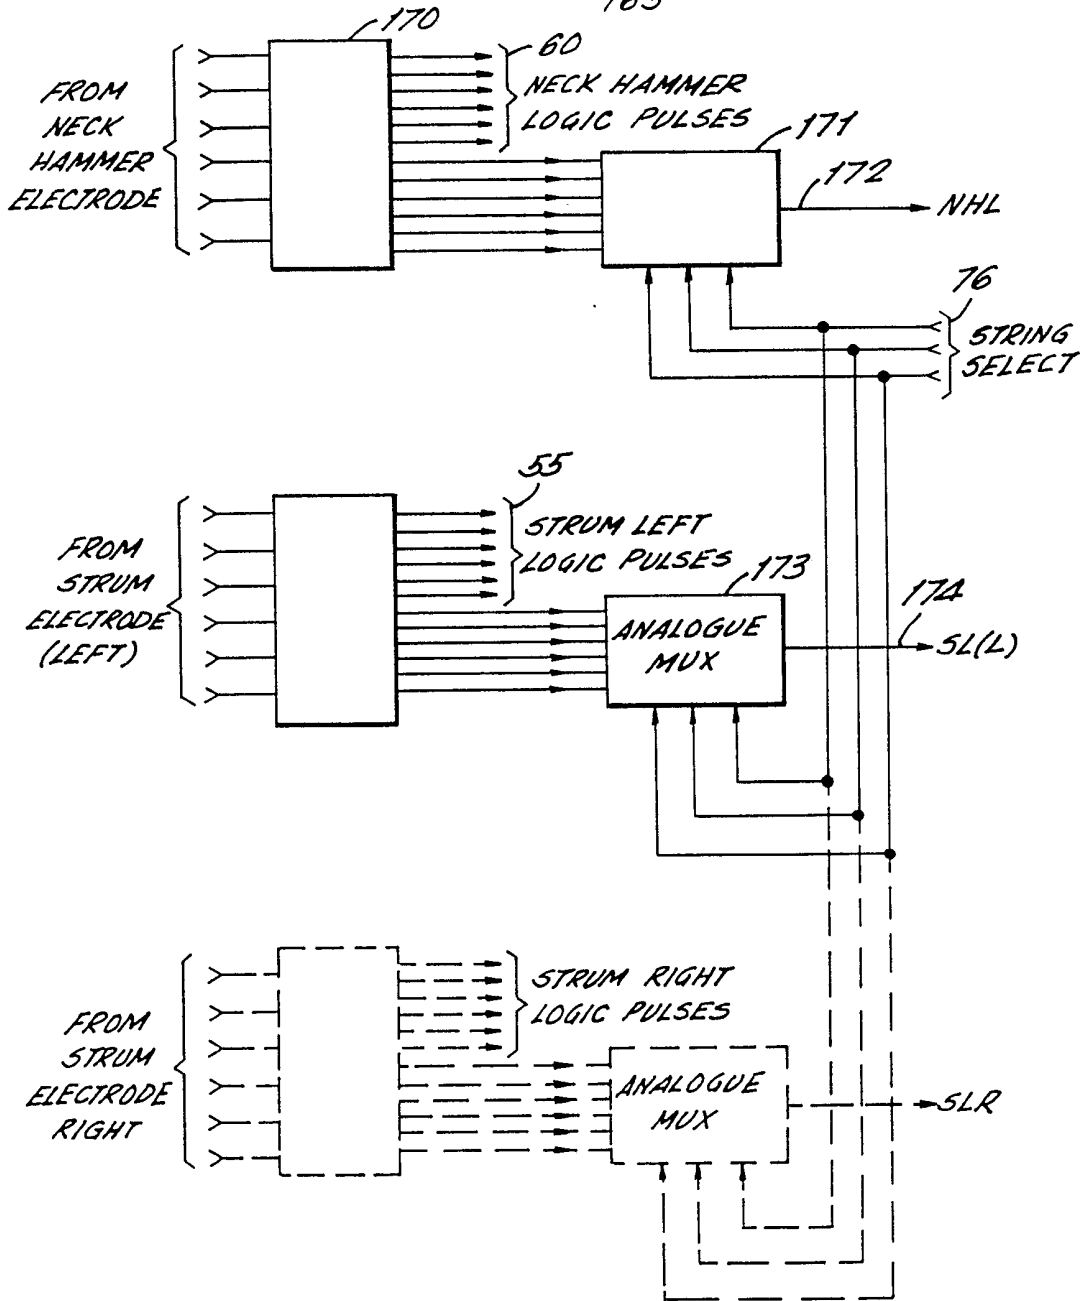 170
60
FROM
NECK
HAMMER
ELECTRODE
NECK HAMMER
LOGIC PULSES
171
172
NHL
76
STRING
SELECT
55
FROM
STRUM
ELECTRODE
(LEFT)
STRUM LEFT
LOGIC PULSES
173
ANALOGUE
MUX
174
SL(L)
FROM
STRUM
ELECTRODE
RIGHT
STRUM RIGHT
LOGIC PULSES
ANALOGUE
MUX
SLR